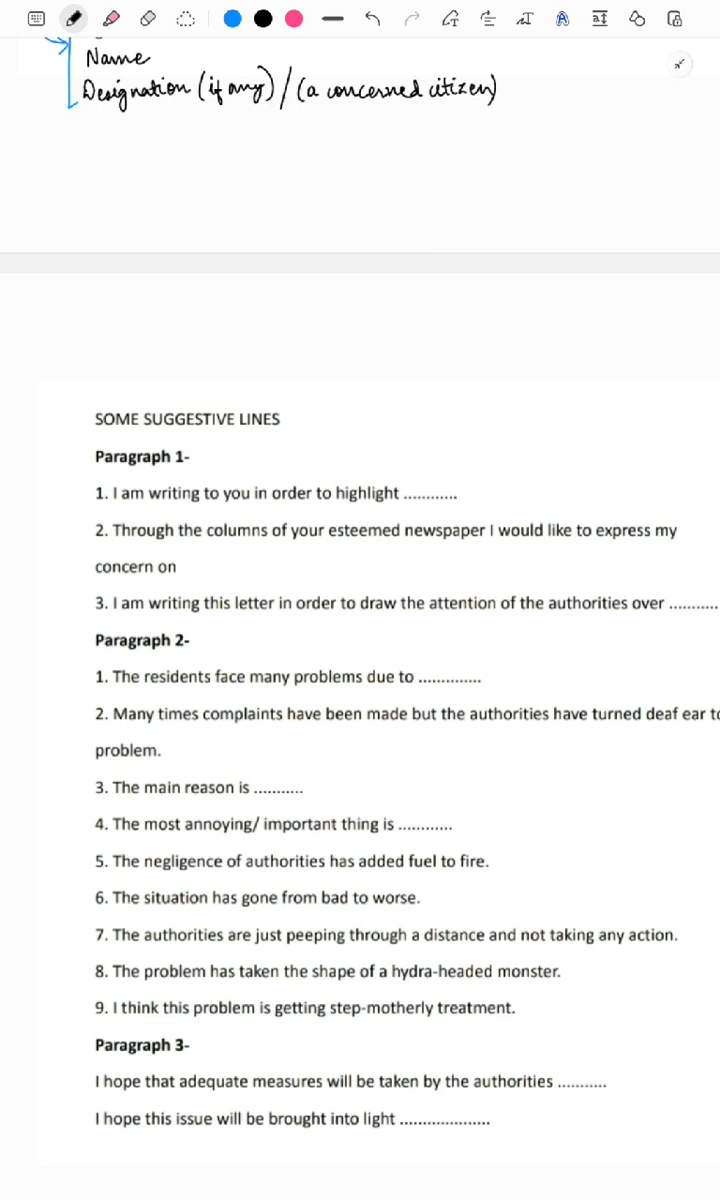 Name
Designation (if any) / (a concerned citizen)
SOME SUGGESTIVE LINES
Paragraph 1-
1. I am writing to you in order to highlight ............
2. Through the columns of your esteemed newspaper I would like to express my
concern on
3. I am writing this letter in order to draw the attention of the authorities over ...........
Paragraph 2-
1. The residents face many problems due to ..............
2. Many times complaints have been made but the authorities have turned deaf ear to
problem.
3. The main reason is ...........
4. The most annoying/ important thing is ............
5. The negligence of authorities has added fuel to fire.
6. The situation has gone from bad to worse.
7. The authorities are just peeping through a distance and not taking any action.
8. The problem has taken the shape of a hydra-headed monster.
9. I think this problem is getting step-motherly treatment.
Paragraph 3-
I hope that adequate measures will be taken by the authorities ...........
I hope this issue will be brought into light ....................